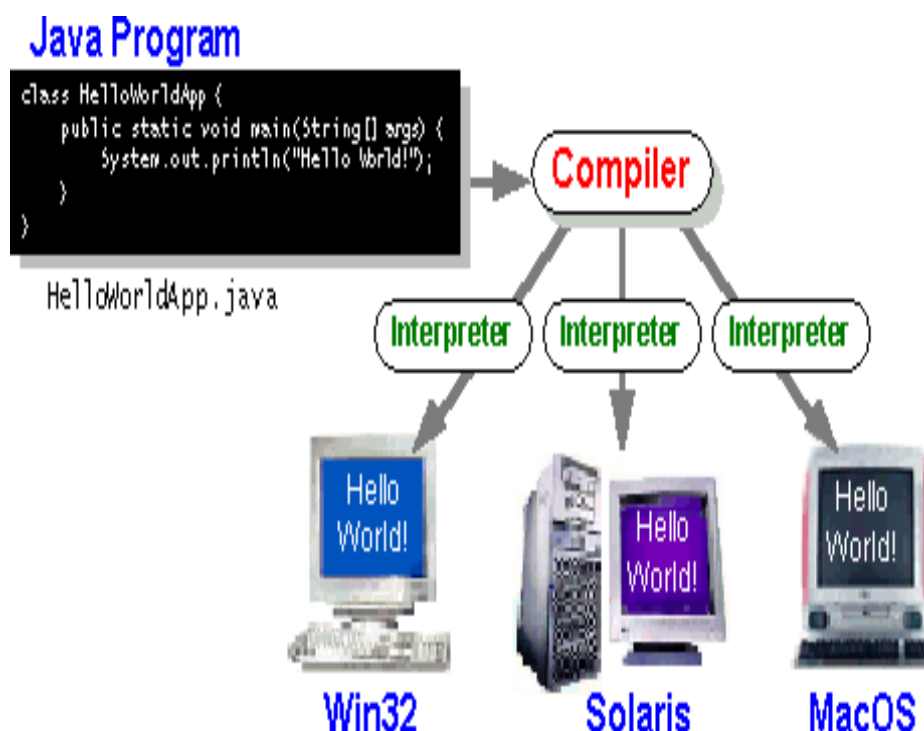 Java Program
class HelloWorldApp {
public static void main(String[] args) {
System.out.println("Hello World!");
}
}
HelloWorldApp.java
Compiler
Interpreter
Interpreter
Interpreter
Hello
World!
Hello
World!
Hello
World!
Win32
Solaris
MacOS